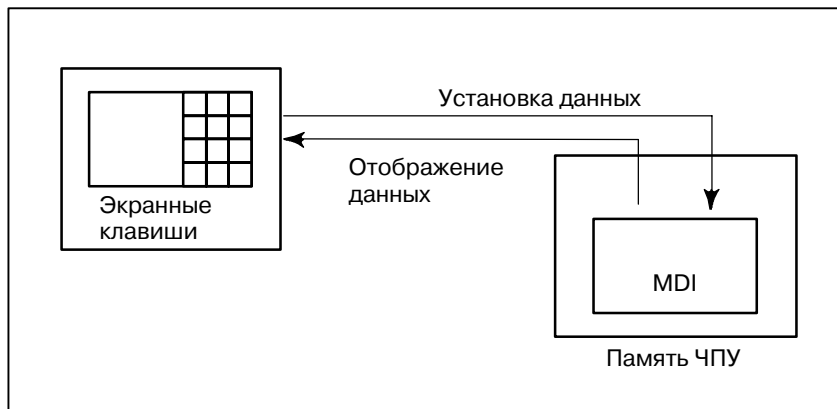 Установка данных
Отображение
данных
Экранные
клавиши
MDI
Память ЧПУ